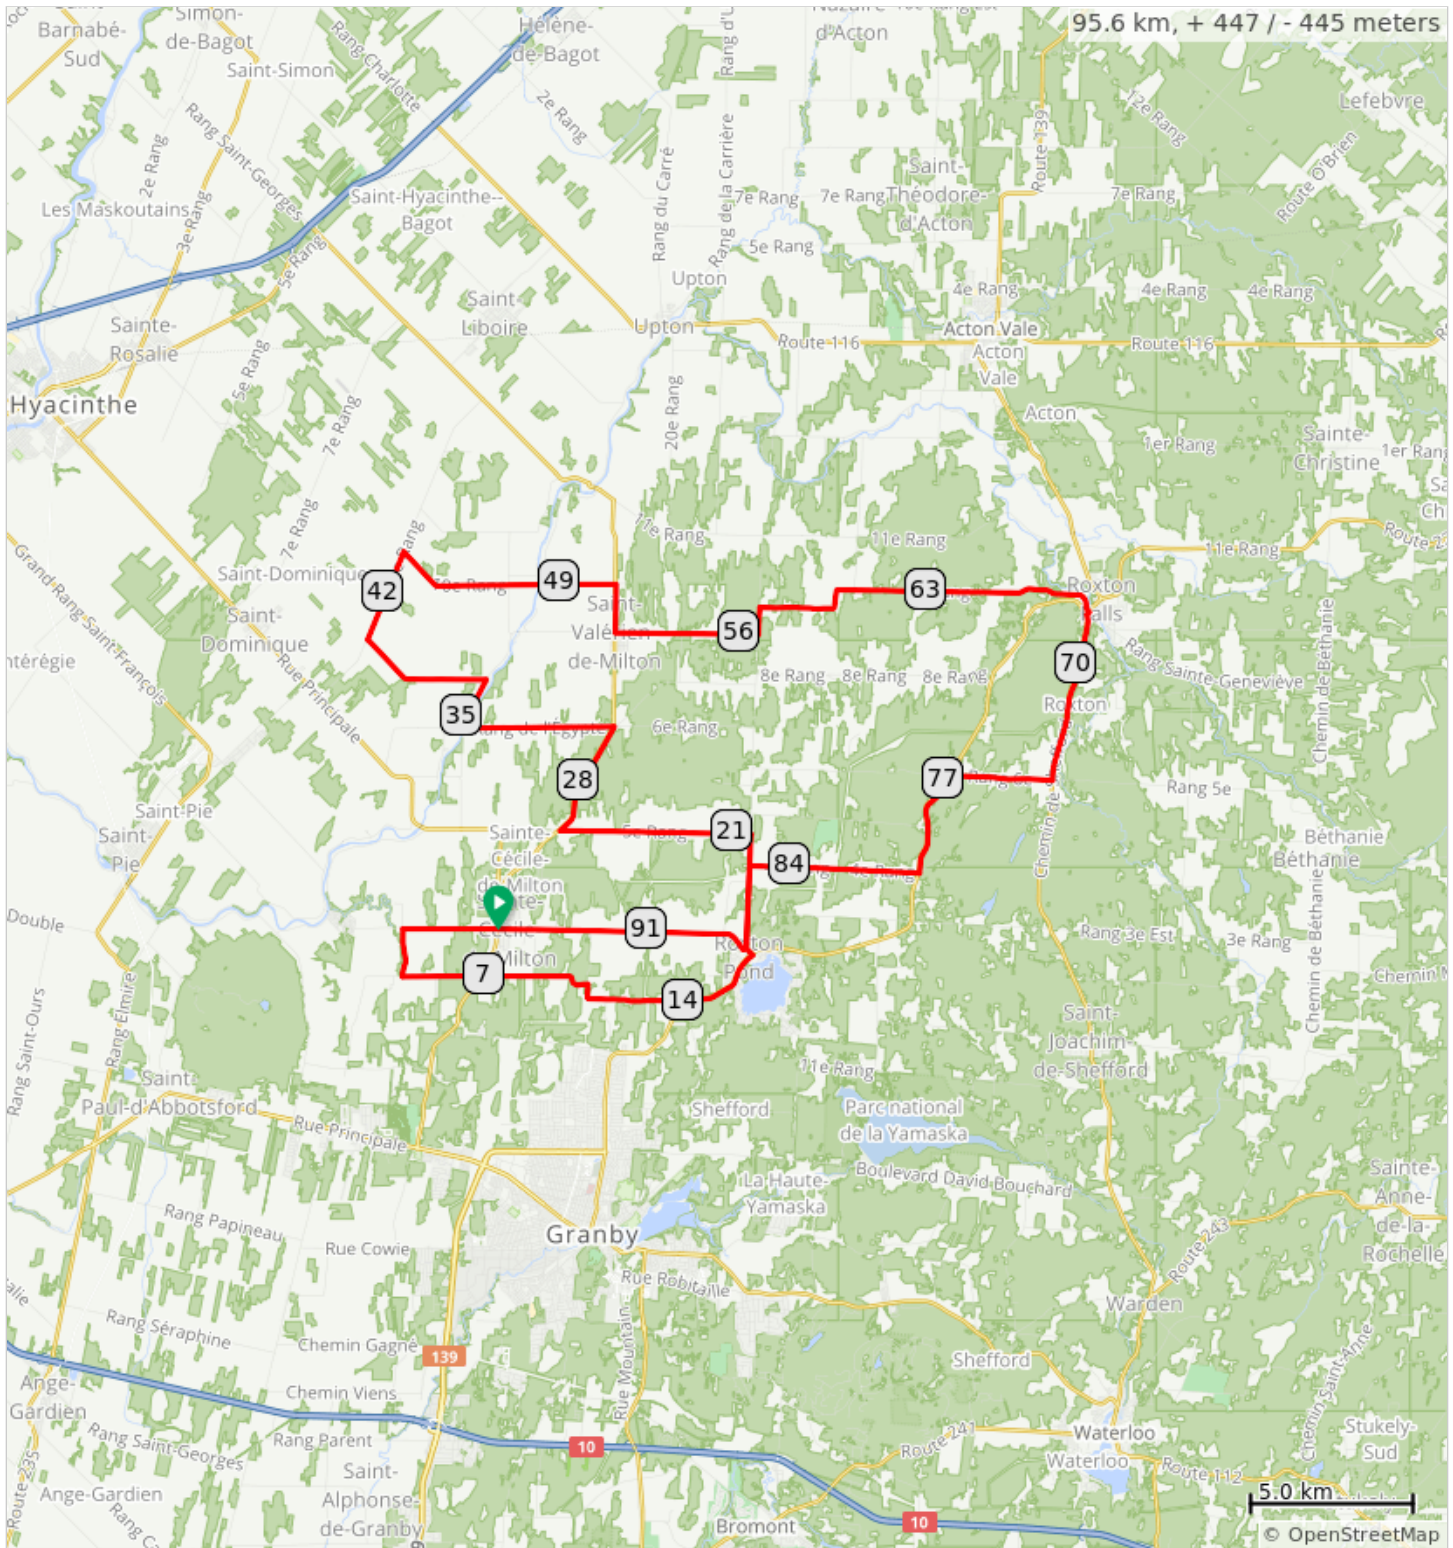 95.6 km, + 447 / - 445 meters
Barnabé-
Sud
Simon-
de-Bagot
Saint-Simon
Rang Charlotte
Hélène-
de-Bagot
2e Rang
Rang Saint-Georges
2e Rang
3e Rang
Les Maskoutains
5e Rang
Saint-Hyacinthe--
Bagot
Rang du Carré
Rang de la Carrière
d'Acton
Route 139
12e Rang
Lefebvre
Route O'Brien
Saint-
Théodore-
d'Acton
7e Rang
7e Rang
7e Rang
5e Rang
Upton
Upton
Saint-
Liboire
Sainte-
Rosalie
5e Rang
Hyacinthe
4e Rang
4e Rang
4e Rang
Acton Vale
Acton
Vale
Route 116
Route 116
20e Rang
7e Rang
Acton
1er Rang
Sainte-
Christine
1er Rang
7e Rang
11e Rang
11e Rang
11e Rang
Grand Rang Saint-François
Saint-Dominique
Saint-
Dominique
Rue Principale
42
49
Saint-
Valérien
de-Milton
56
63
Roxton
Falls
70
Roxton
Rang Sainte-Geneviève
8e Rang
8e Rang
8e Rang
Chemin de Béthanie
35
Rang de l'Égypte
6e Rang
28
77
Rang 5e
Saint-Pie
Saint-
Pie
Sainte-
Cécile-
de-Milton
5e Rang
21
84
4e Rang
Béthanie
Béthanie
Double
Milton
91
7
14
Roxton
Pond
Rang 3e Est
3e Rang
Chemin de Béthanie
Rang Saint-Ours
Rang Elmire
Saint-
Joachim-
de-Shefford
11e Rang
Saint-
Paul-d'Abbotsford
Rue Principale
Shefford
Parc national
de la Yamaska
Boulevard David Bouchard
La Haute-
Yamaska
Sainte-
Anne-
de-la-
Rochelle
Rang Papineau
Rue Cowie
Granby
Rue Robitaille
Route 243
Warden
Rang Séraphine
Chemin Gagné
139
Rue Mountain
Shefford
Chemin Saint-Anne
Ange-
Gardien
Chemin Viens
Rang Saint-Georges
Rang Parent
10
Route 241
Waterloo
Waterloo
Stukely-
Sud
Route 112
Route 235
Ange-Gardien
Saint-
Alphonse-
de-Granby
Bromont
10
5.0 km
© OpenStreetMap